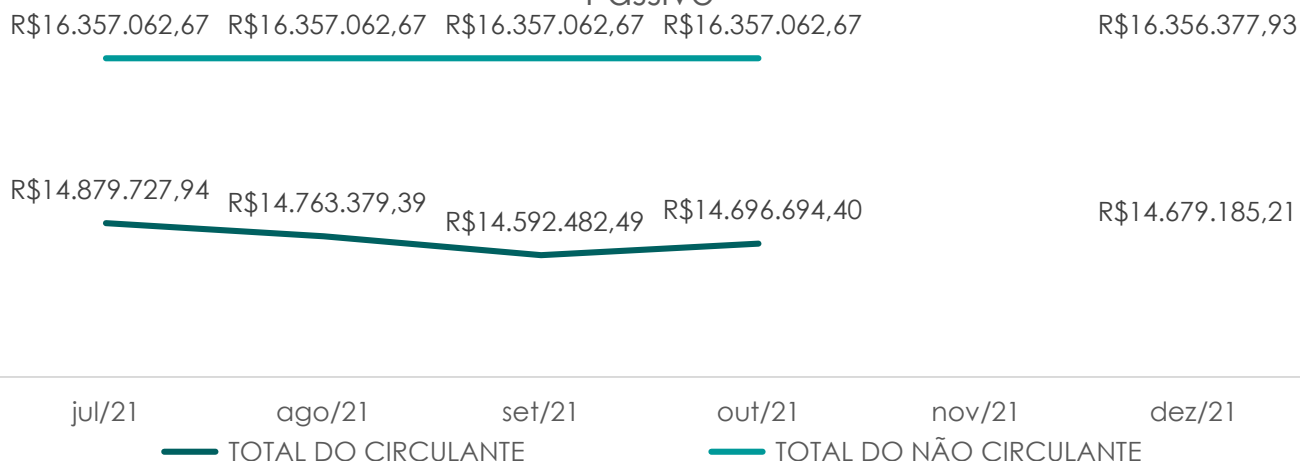 Passivo
R$16.357.062,67 R$16.357.062,67 R$16.357.062,67 R$16.357.062,67 R$16.356.377,93
R$14.879.727,94 R$14.763.379,39 R$14.592.482,49 R$14.696.694,40 R$14.679.185,21
jul/21 ago/21 set/21 out/21 nov/21 dez/21
TOTAL DO CIRCULANTE TOTAL DO NÃO CIRCULANTE